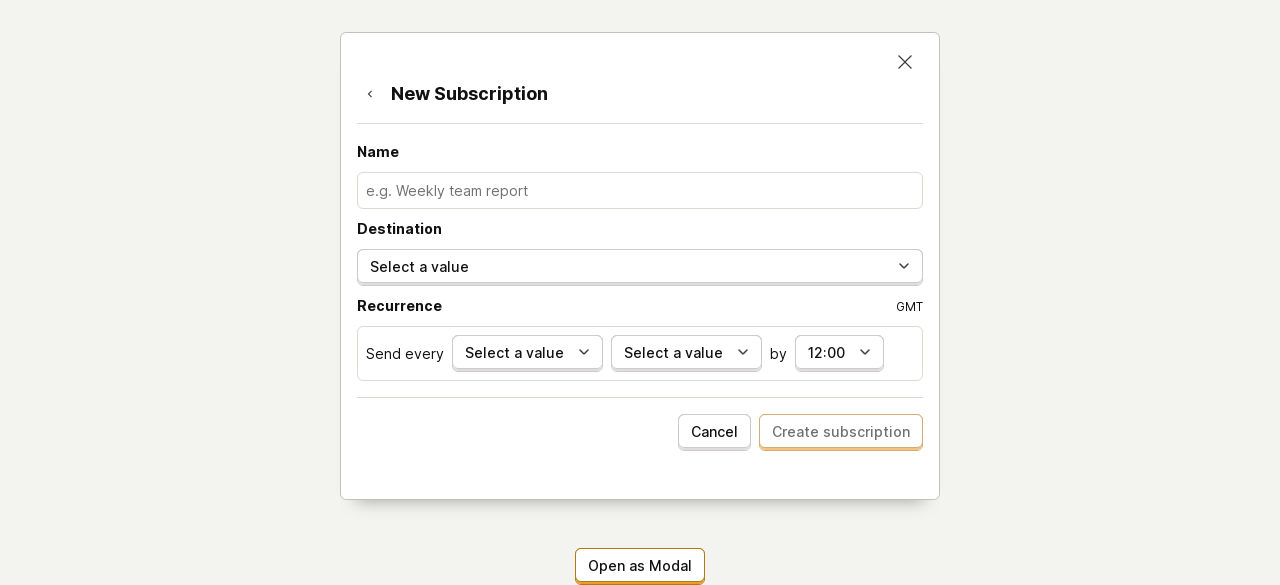 New Subscription
Name
e.g. Weekly team report
Destination
Select a value
Recurrence GMT
Send every Select a value Select a value by 12:00
Cancel Create subscription
Open as Modal